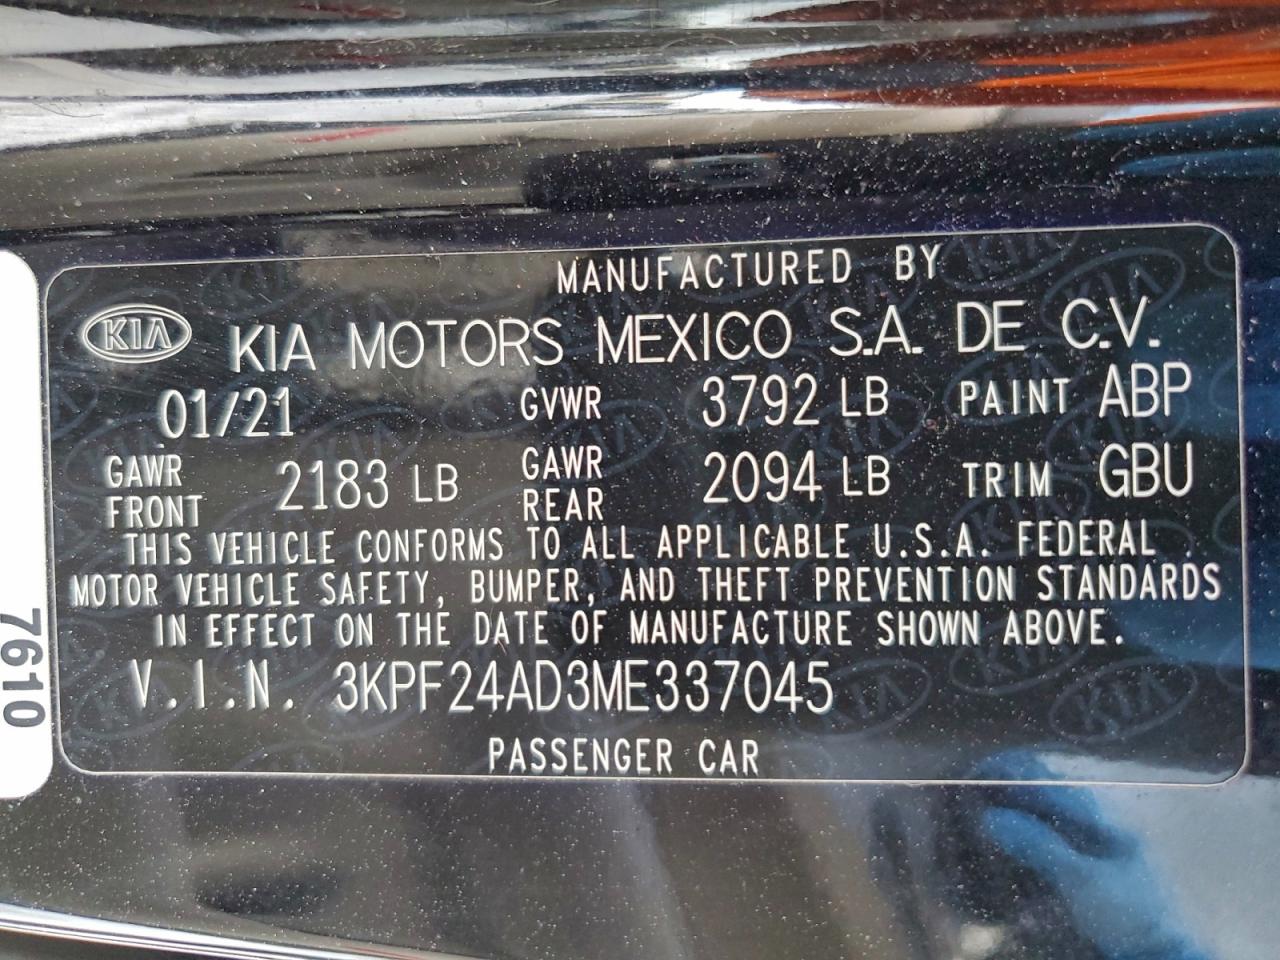 MANUFACTURED BY
KIA KIA MOTORS MEXICO S.A. DE C.V.
01/21 GVWR 3792 LB PAINT ABP
GAWR FRONT 2183 LB GAWR REAR 2094 LB TRIM GBU
THIS VEHICLE CONFORMS TO ALL APPLICABLE U.S.A. FEDERAL
MOTOR VEHICLE SAFETY, BUMPER, AND THEFT PREVENTION STANDARDS
IN EFFECT ON THE DATE OF MANUFACTURE SHOWN ABOVE.
V.I.N. 3KPF24AD3ME337045
PASSENGER CAR
7610